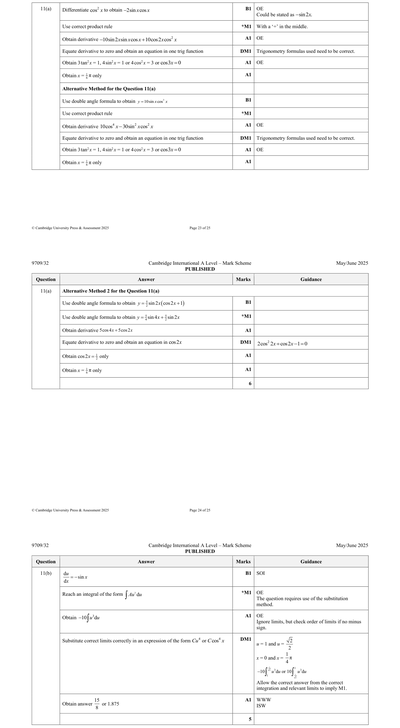 11(a) Differentiate cos² x to obtain −2sin x cos x B1 OE
Could be stated as −sin 2x.
Use correct product rule *M1 With a '+' in the middle.
Obtain derivative −10sin 2x sin x cos x + 10cos 2x cos² x A1 OE
Equate derivative to zero and obtain an equation in one trig function DM1 Trigonometry formulas used need to be correct.
Obtain 3 tan² x = 1, 4 sin² x = 1 or 4 cos² x = 3 or cos 3x = 0 A1 OE
Obtain x = 1/6 π only A1
Alternative Method for the Question 11(a)
Use double angle formula to obtain y = 10 sin x cos³ x B1
Use correct product rule *M1
Obtain derivative 10cos⁴ x − 30sin² x cos² x A1
Equate derivative to zero and obtain an equation in one trig function DM1 Trigonometry formulas used need to be correct.
Obtain 3 tan² x = 1, 4 sin² x = 1 or 4 cos² x = 3 or cos 3x = 0 A1 OE
Obtain x = 1/6 π only A1
© Cambridge University Press & Assessment 2025 Page 23 of 25
9709/32 Cambridge International A Level – Mark Scheme May/June 2025
PUBLISHED
Question Answer Marks Guidance
11(a) Alternative Method 2 for the Question 11(a)
Use double angle formula to obtain y = 5/2 sin 2x(cos 2x + 1) B1
Use double angle formula to obtain y = 5/4 sin 4x + 5/2 sin 2x *M1
Obtain derivative 5cos 4x + 5cos 2x A1
Equate derivative to zero and obtain an equation in cos 2x DM1 2cos² 2x + cos 2x − 1 = 0
Obtain cos 2x = 1/2 only A1
Obtain x = 1/6 π only A1
6
© Cambridge University Press & Assessment 2025 Page 24 of 25
9709/32 Cambridge International A Level – Mark Scheme May/June 2025
PUBLISHED
Question Answer Marks Guidance
11(b) du/dx = −sin x B1 SOI
Reach an integral of the form ∫ Au³ du *M1 OE
The question requires use of the substitution
method.
Obtain −10∫ u³ du A1 OE
Ignore limits, but check order of limits if no minus
sign.
Substitute correct limits correctly in an expression of the form Cu⁴ or C cos⁴ x DM1 u = 1 and u = √2/2
x = 0 and x = 1/4 π
Allow the correct answer from the correct
integration and relevant limits to imply M1.
Obtain answer 15/8 or 1.875 A1 WWW
ISW
5